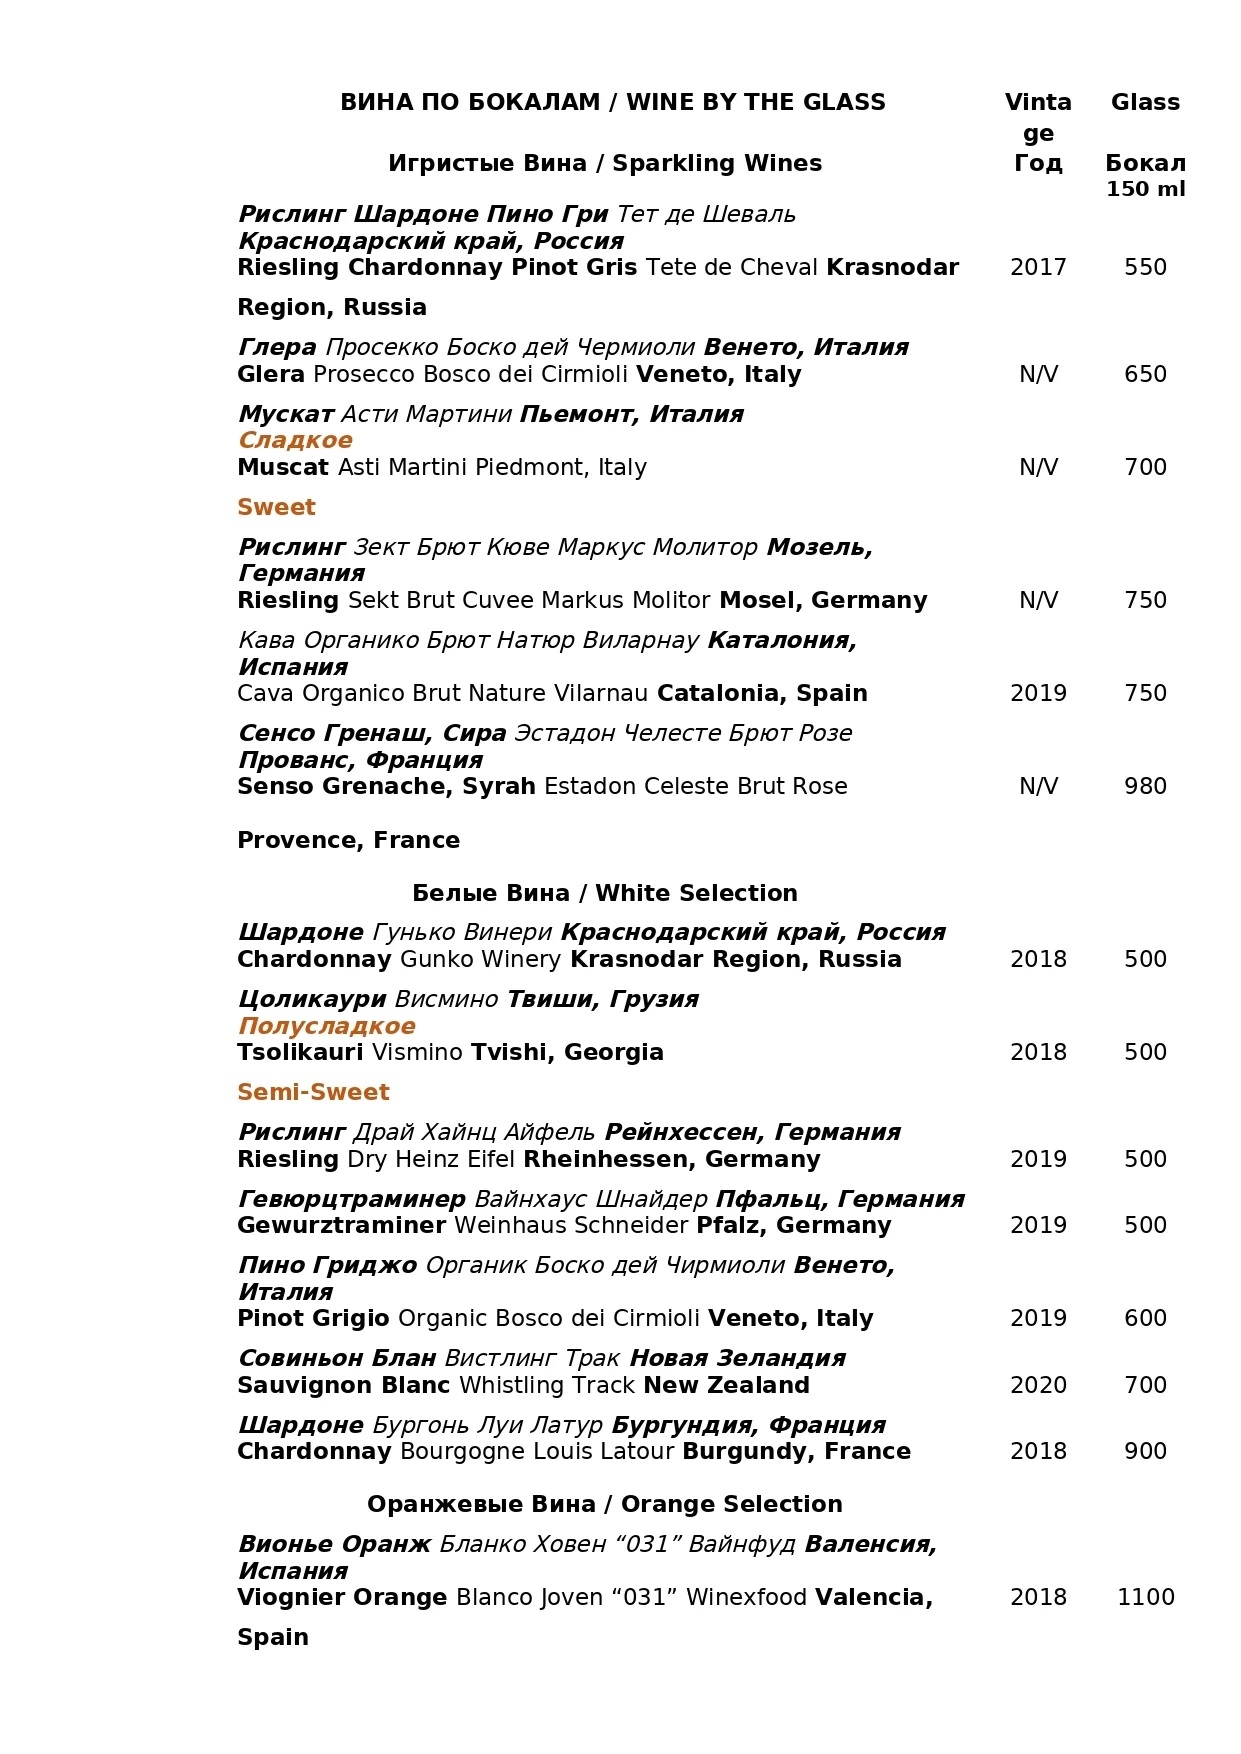 ВИНА ПО БОКАЛАМ / WINE BY THE GLASS Vinta Glass
ge
Игристые Вина / Sparkling Wines Год Бокал
150 ml
Рислинг Шардоне Пино Гри Тет де Шеваль
Краснодарский край, Россия
Riesling Chardonnay Pinot Gris Tete de Cheval Krasnodar 2017 550
Region, Russia
Глера Просекко Боско дей Чермиоли Венето, Италия
Glera Prosecco Bosco dei Cirmioli Veneto, Italy N/V 650
Мускат Асти Мартини Пьемонт, Италия
Сладкое
Muscat Asti Martini Piedmont, Italy N/V 700
Sweet
Рислинг Зект Брют Кюве Маркус Молитор Мозель,
Германия
Riesling Sekt Brut Cuvee Markus Molitor Mosel, Germany N/V 750
Кава Органико Брют Натюр Виларнау Каталония,
Испания
Cava Organico Brut Nature Vilarnau Catalonia, Spain 2019 750
Сенсо Гренаш, Сира Эстадон Челесте Брют Розе
Прованс, Франция
Senso Grenache, Syrah Estadon Celeste Brut Rose N/V 980
Provence, France
Белые Вина / White Selection
Шардоне Гунько Винери Краснодарский край, Россия
Chardonnay Gunko Winery Krasnodar Region, Russia 2018 500
Цоликаури Висмино Твиши, Грузия
Полусладкое
Tsolikauri Vismino Tvishi, Georgia 2018 500
Semi-Sweet
Рислинг Драй Хайнц Айфель Рейнхессен, Германия
Riesling Dry Heinz Eifel Rheinhessen, Germany 2019 500
Гевюрцтраминер Вайнхаус Шнайдер Пфальц, Германия
Gewurztraminer Weinhaus Schneider Pfalz, Germany 2019 500
Пино Гриджо Органик Боско дей Чирмиоли Венето,
Италия
Pinot Grigio Organic Bosco dei Cirmioli Veneto, Italy 2019 600
Совиньон Блан Вистлинг Трак Новая Зеландия
Sauvignon Blanc Whistling Track New Zealand 2020 700
Шардоне Бургонь Луи Латур Бургундия, Франция
Chardonnay Bourgogne Louis Latour Burgundy, France 2018 900
Оранжевые Вина / Orange Selection
Вионье Оранж Бланко Ховен “031” Вайнфуд Валенсия,
Испания
Viognier Orange Blanco Joven “031” Winexfood Valencia, 2018 1100
Spain